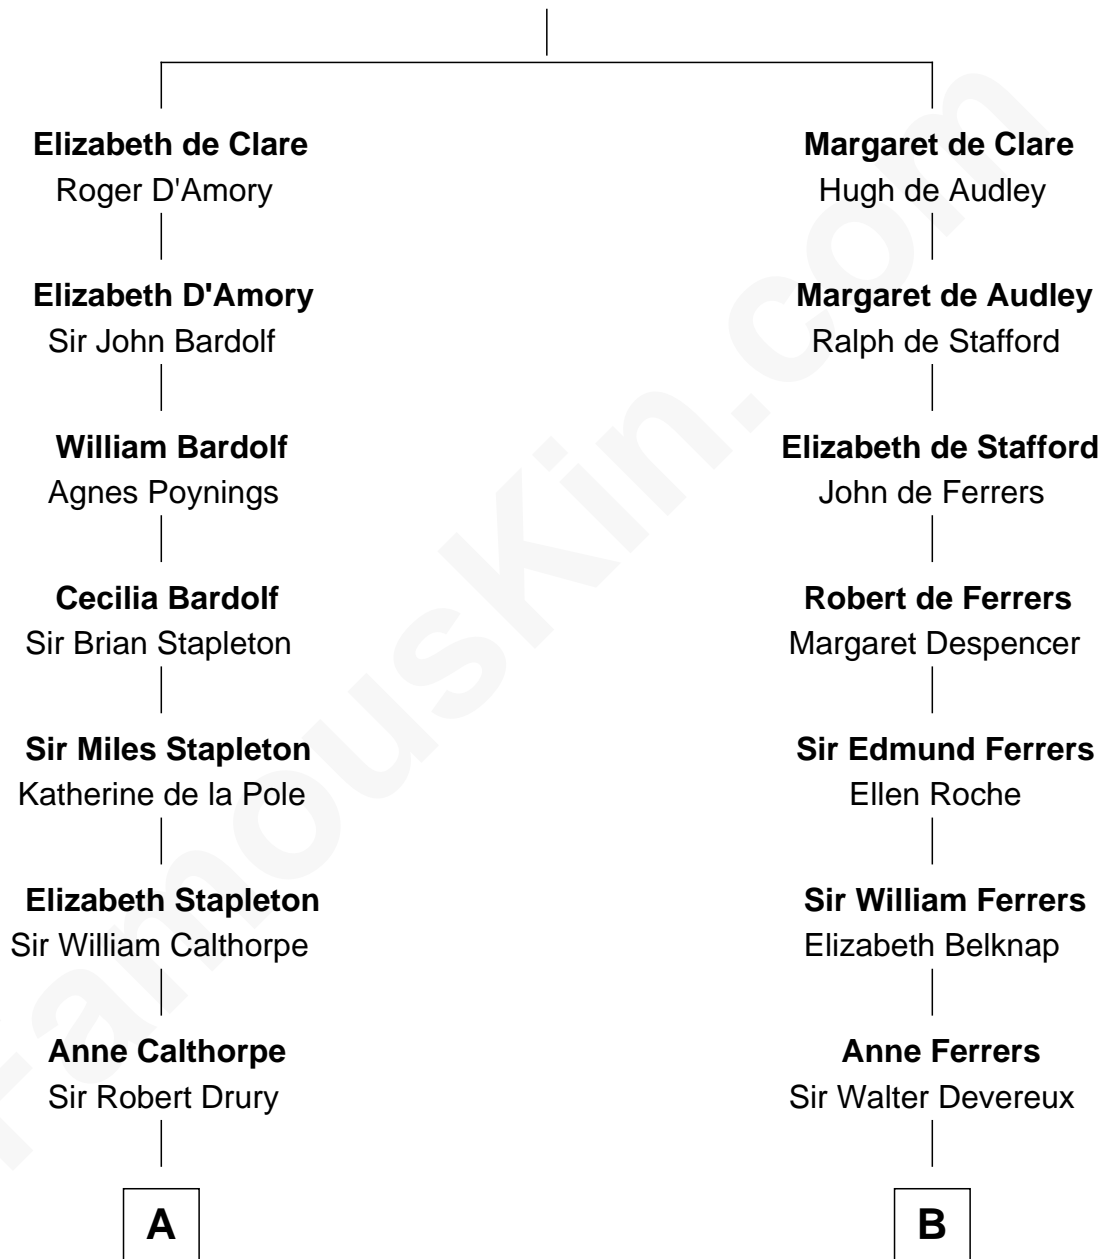 Elizabeth de Clare
Roger D'Amory
Elizabeth D'Amory
Sir John Bardolf
William Bardolf
Agnes Poynings
Cecilia Bardolf
Sir Brian Stapleton
Sir Miles Stapleton
Katherine de la Pole
Elizabeth Stapleton
Sir William Calthorpe
Anne Calthorpe
Sir Robert Drury
A
Margaret de Clare
Hugh de Audley
Margaret de Audley
Ralph de Stafford
Elizabeth de Stafford
John de Ferrers
Robert de Ferrers
Margaret Despencer
Sir Edmund Ferrers
Ellen Roche
Sir William Ferrers
Elizabeth Belknap
Anne Ferrers
Sir Walter Devereux
B
FamousKin.com